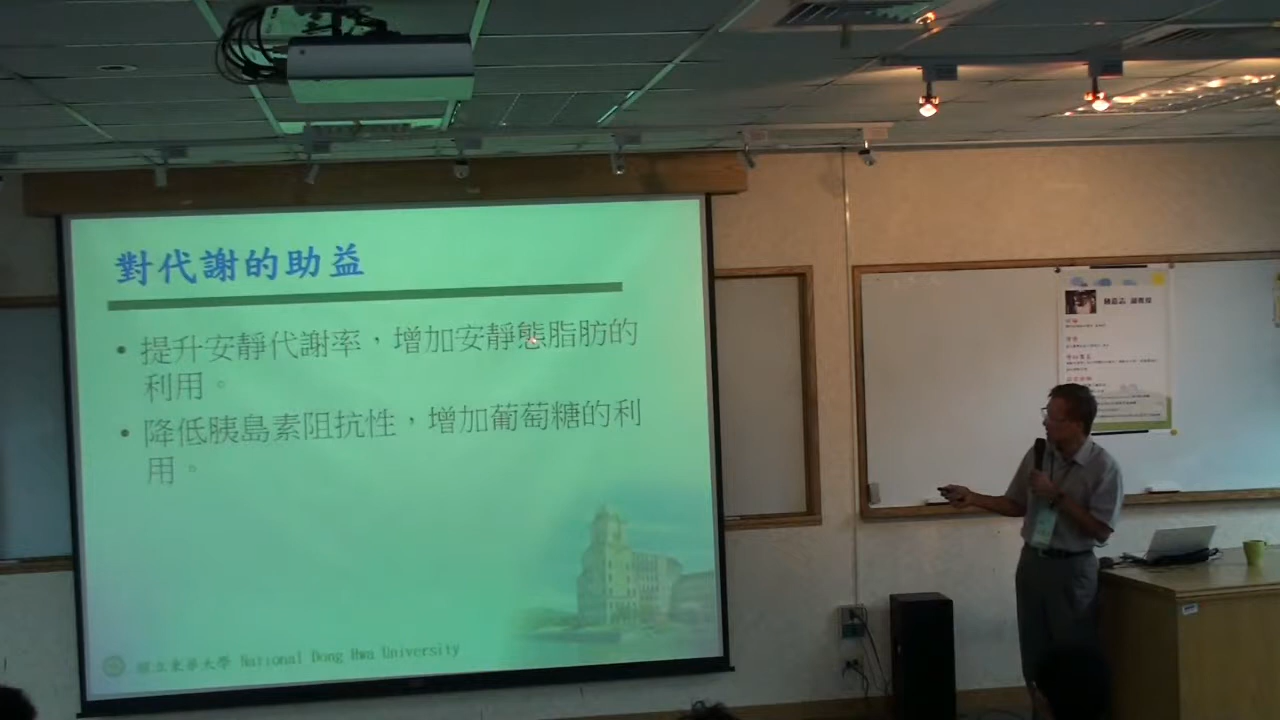 對代謝的助益
• 提升安靜代謝率，增加安靜態脂肪的
利用。
• 降低胰島素阻抗性，增加葡萄糖的利
用。
國立東華大學 National Dong Hwa University